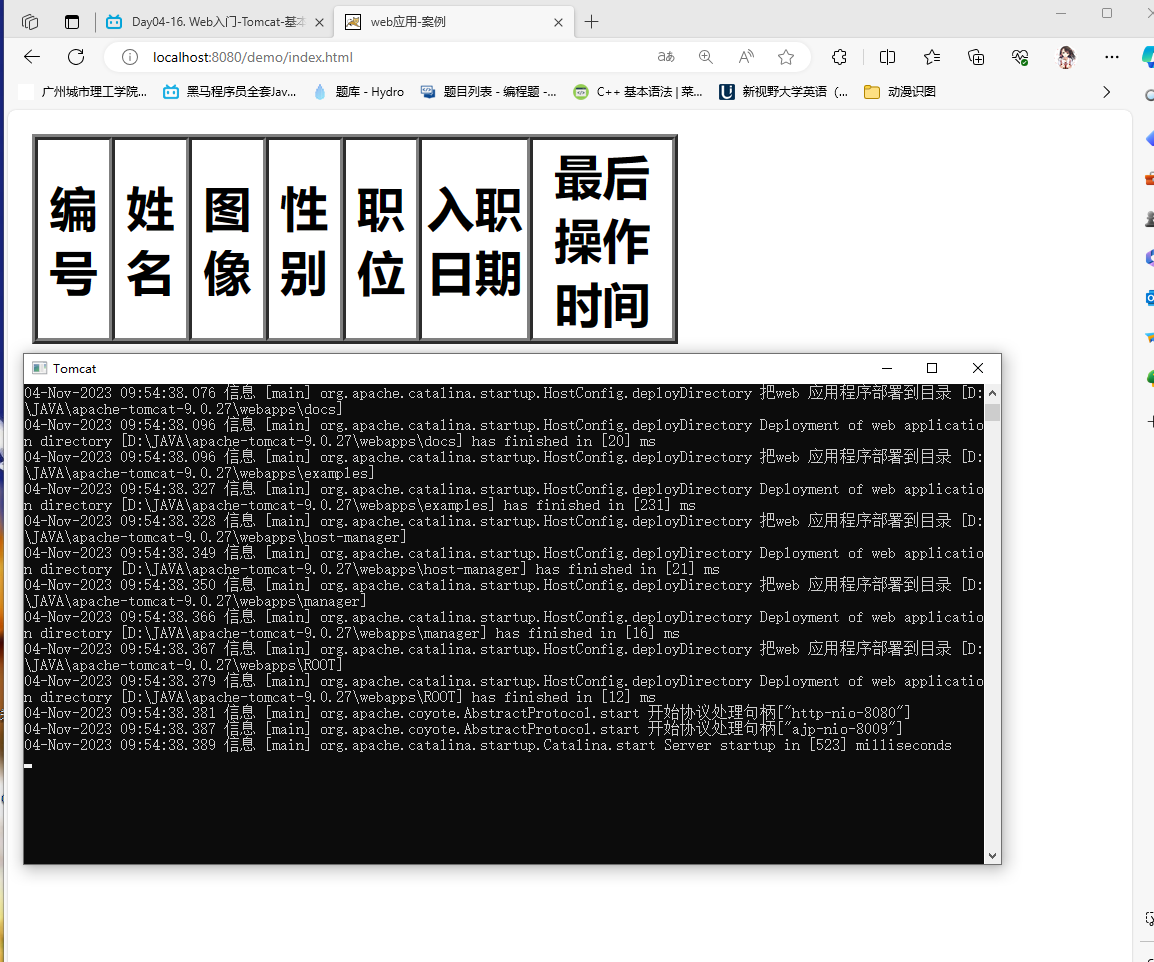 Day04-16. Web入门-Tomcat-基本
web应用-案例
localhost:8080/demo/index.html
广州城市理工学院...
黑马程序员全套Jav...
题库 - Hydro
题目列表 - 编程题 -...
C++ 基本语法 | 菜...
新视野大学英语（...
动漫识图
编号
姓名
图像
性别
职位
入职日期
最后操作时间
Tomcat
04-Nov-2023 09:54:38.076 信息 [main] org.apache.catalina.startup.HostConfig.deployDirectory 把web 应用程序部署到目录 [D:
\JAVA\apache-tomcat-9.0.27\webapps\docs]
04-Nov-2023 09:54:38.096 信息 [main] org.apache.catalina.startup.HostConfig.deployDirectory Deployment of web applicatio
n directory [D:\JAVA\apache-tomcat-9.0.27\webapps\docs] has finished in [20] ms
04-Nov-2023 09:54:38.096 信息 [main] org.apache.catalina.startup.HostConfig.deployDirectory 把web 应用程序部署到目录 [D:
\JAVA\apache-tomcat-9.0.27\webapps\examples]
04-Nov-2023 09:54:38.327 信息 [main] org.apache.catalina.startup.HostConfig.deployDirectory Deployment of web applicatio
n directory [D:\JAVA\apache-tomcat-9.0.27\webapps\examples] has finished in [231] ms
04-Nov-2023 09:54:38.328 信息 [main] org.apache.catalina.startup.HostConfig.deployDirectory 把web 应用程序部署到目录 [D:
\JAVA\apache-tomcat-9.0.27\webapps\host-manager]
04-Nov-2023 09:54:38.349 信息 [main] org.apache.catalina.startup.HostConfig.deployDirectory Deployment of web applicatio
n directory [D:\JAVA\apache-tomcat-9.0.27\webapps\host-manager] has finished in [21] ms
04-Nov-2023 09:54:38.350 信息 [main] org.apache.catalina.startup.HostConfig.deployDirectory 把web 应用程序部署到目录 [D:
\JAVA\apache-tomcat-9.0.27\webapps\manager]
04-Nov-2023 09:54:38.366 信息 [main] org.apache.catalina.startup.HostConfig.deployDirectory Deployment of web applicatio
n directory [D:\JAVA\apache-tomcat-9.0.27\webapps\manager] has finished in [16] ms
04-Nov-2023 09:54:38.367 信息 [main] org.apache.catalina.startup.HostConfig.deployDirectory 把web 应用程序部署到目录 [D:
\JAVA\apache-tomcat-9.0.27\webapps\ROOT]
04-Nov-2023 09:54:38.379 信息 [main] org.apache.catalina.startup.HostConfig.deployDirectory Deployment of web applicatio
n directory [D:\JAVA\apache-tomcat-9.0.27\webapps\ROOT] has finished in [12] ms
04-Nov-2023 09:54:38.381 信息 [main] org.apache.coyote.AbstractProtocol.start 开始协议处理句柄["http-nio-8080"]
04-Nov-2023 09:54:38.387 信息 [main] org.apache.coyote.AbstractProtocol.start 开始协议处理句柄["ajp-nio-8009"]
04-Nov-2023 09:54:38.389 信息 [main] org.apache.catalina.startup.Catalina.start Server startup in [523] milliseconds